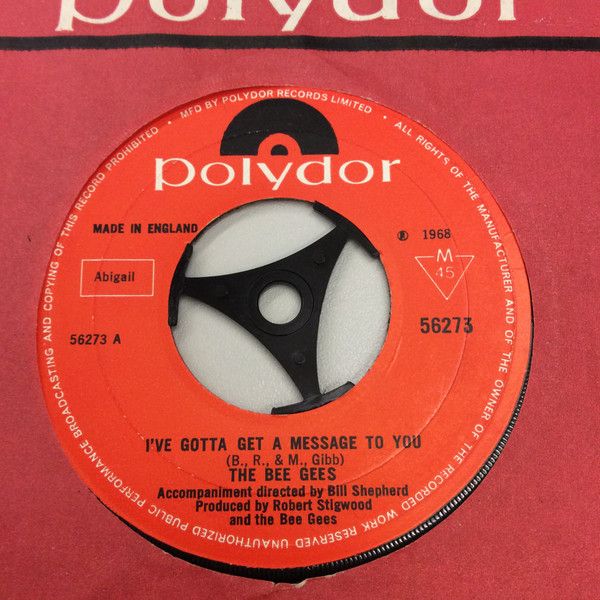 polydor
MFD BY POLYDOR RECORDS LIMITED • ALL RIGHTS OF THE MANUFACTURER AND OF THE OWNER OF THE RECORDED WORK RESERVED UNAUTHORIZED PUBLIC PERFORMANCE BROADCASTING AND COPYING OF THIS RECORD PROHIBITED •
polydor
MADE IN ENGLAND
℗ 1968
Abigail
M
45
56273 A
56273
I'VE GOTTA GET A MESSAGE TO YOU
(B., R., & M., Gibb)
THE BEE GEES
Accompaniment directed by Bill Shepherd
Produced by Robert Stigwood
and the Bee Gees